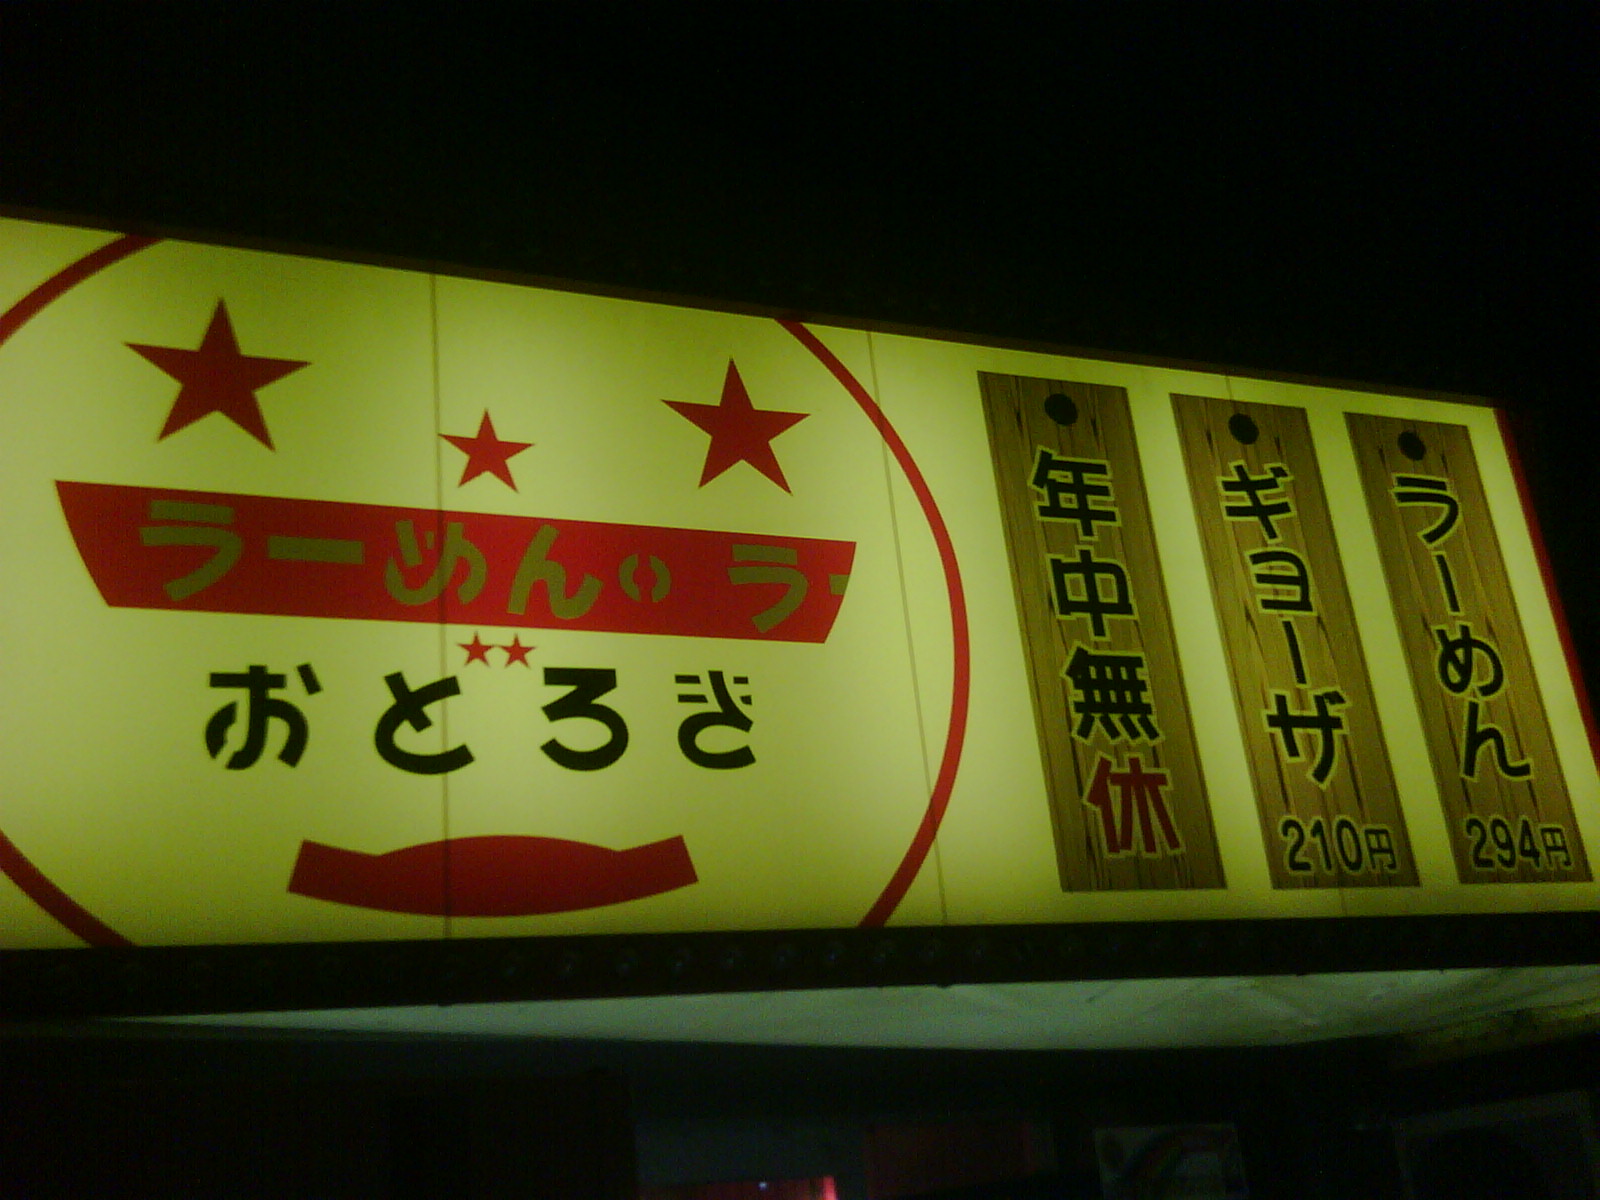 ラーめんの ラー
おどろき
年中無休
ギョーザ
210円
ラーめん
294円